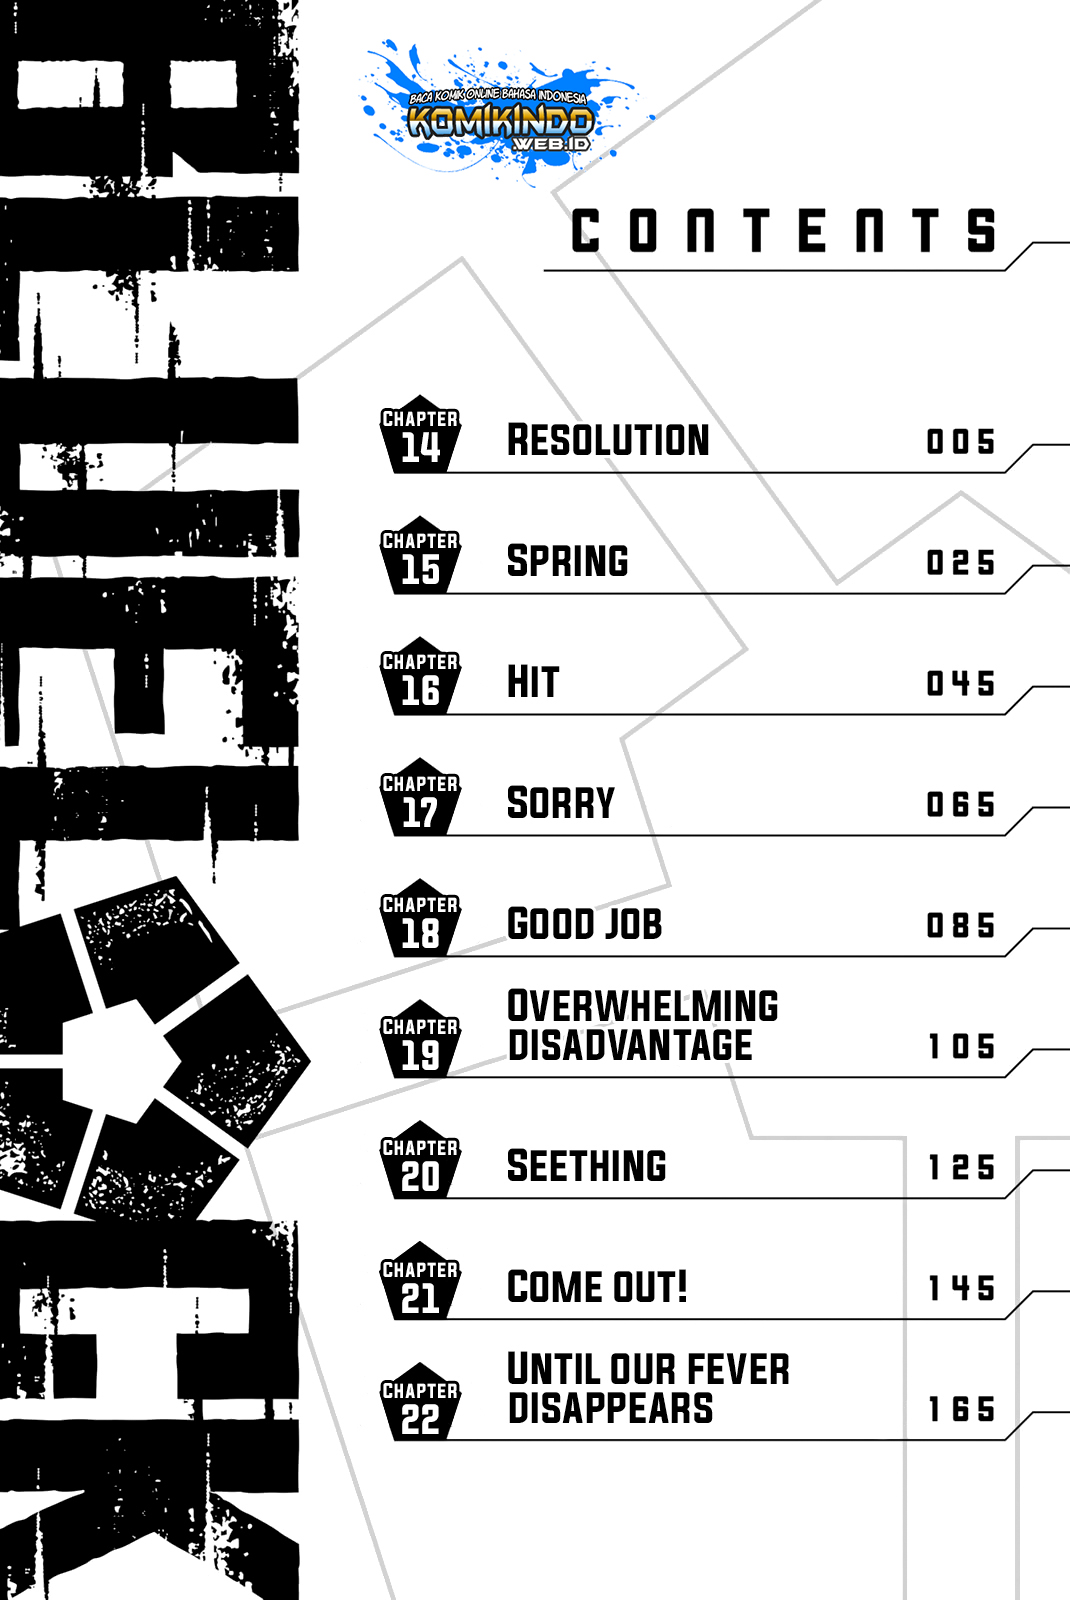 BACA KOMIK ONLINE BAHASA INDONESIA
KOMIKINDO
.WEB.ID
CONTENTS
CHAPTER 14 RESOLUTION 005
CHAPTER 15 SPRING 025
CHAPTER 16 HIT 045
CHAPTER 17 SORRY 065
CHAPTER 18 GOOD JOB 085
CHAPTER 19 OVERWHELMING
DISADVANTAGE 105
CHAPTER 20 SEETHING 125
CHAPTER 21 COME OUT! 145
CHAPTER 22 UNTIL OUR FEVER
DISAPPEARS 165